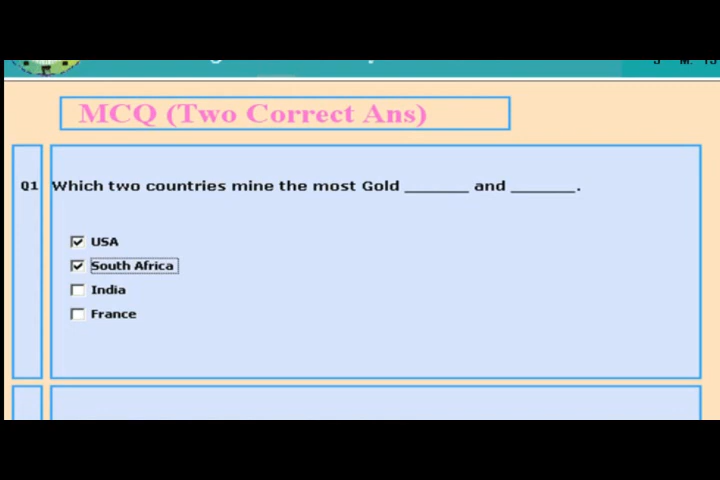 MCQ (Two Correct Ans)
Q1 Which two countries mine the most Gold _______ and _______.
USA
South Africa
India
France